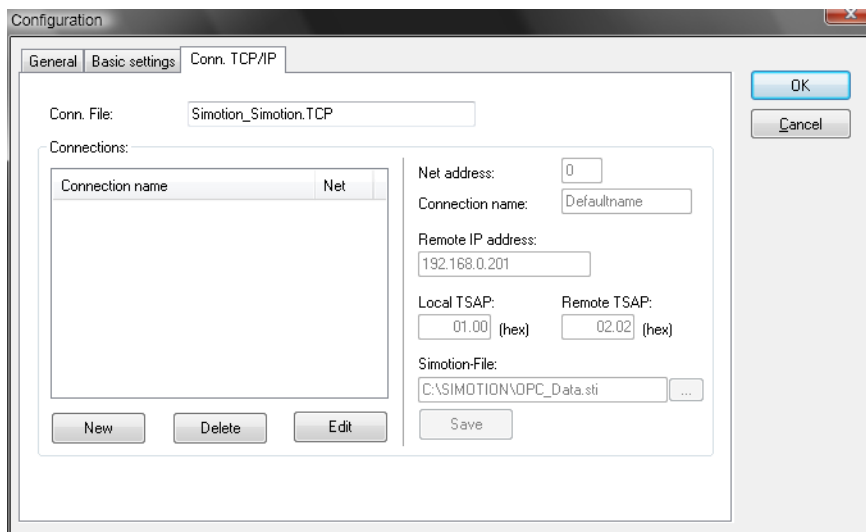 Configuration
General Basic settings Conn. TCP/IP
OK
Cancel
Conn. File: Simotion_Simotion.TCP
Connections:
Connection name Net
Net address: 0
Connection name: Defaultname
Remote IP address:
192.168.0.201
Local TSAP: Remote TSAP:
01.00 (hex) 02.02 (hex)
Simotion-File:
C:\SIMOTION\OPC_Data.sti ...
New Delete Edit Save